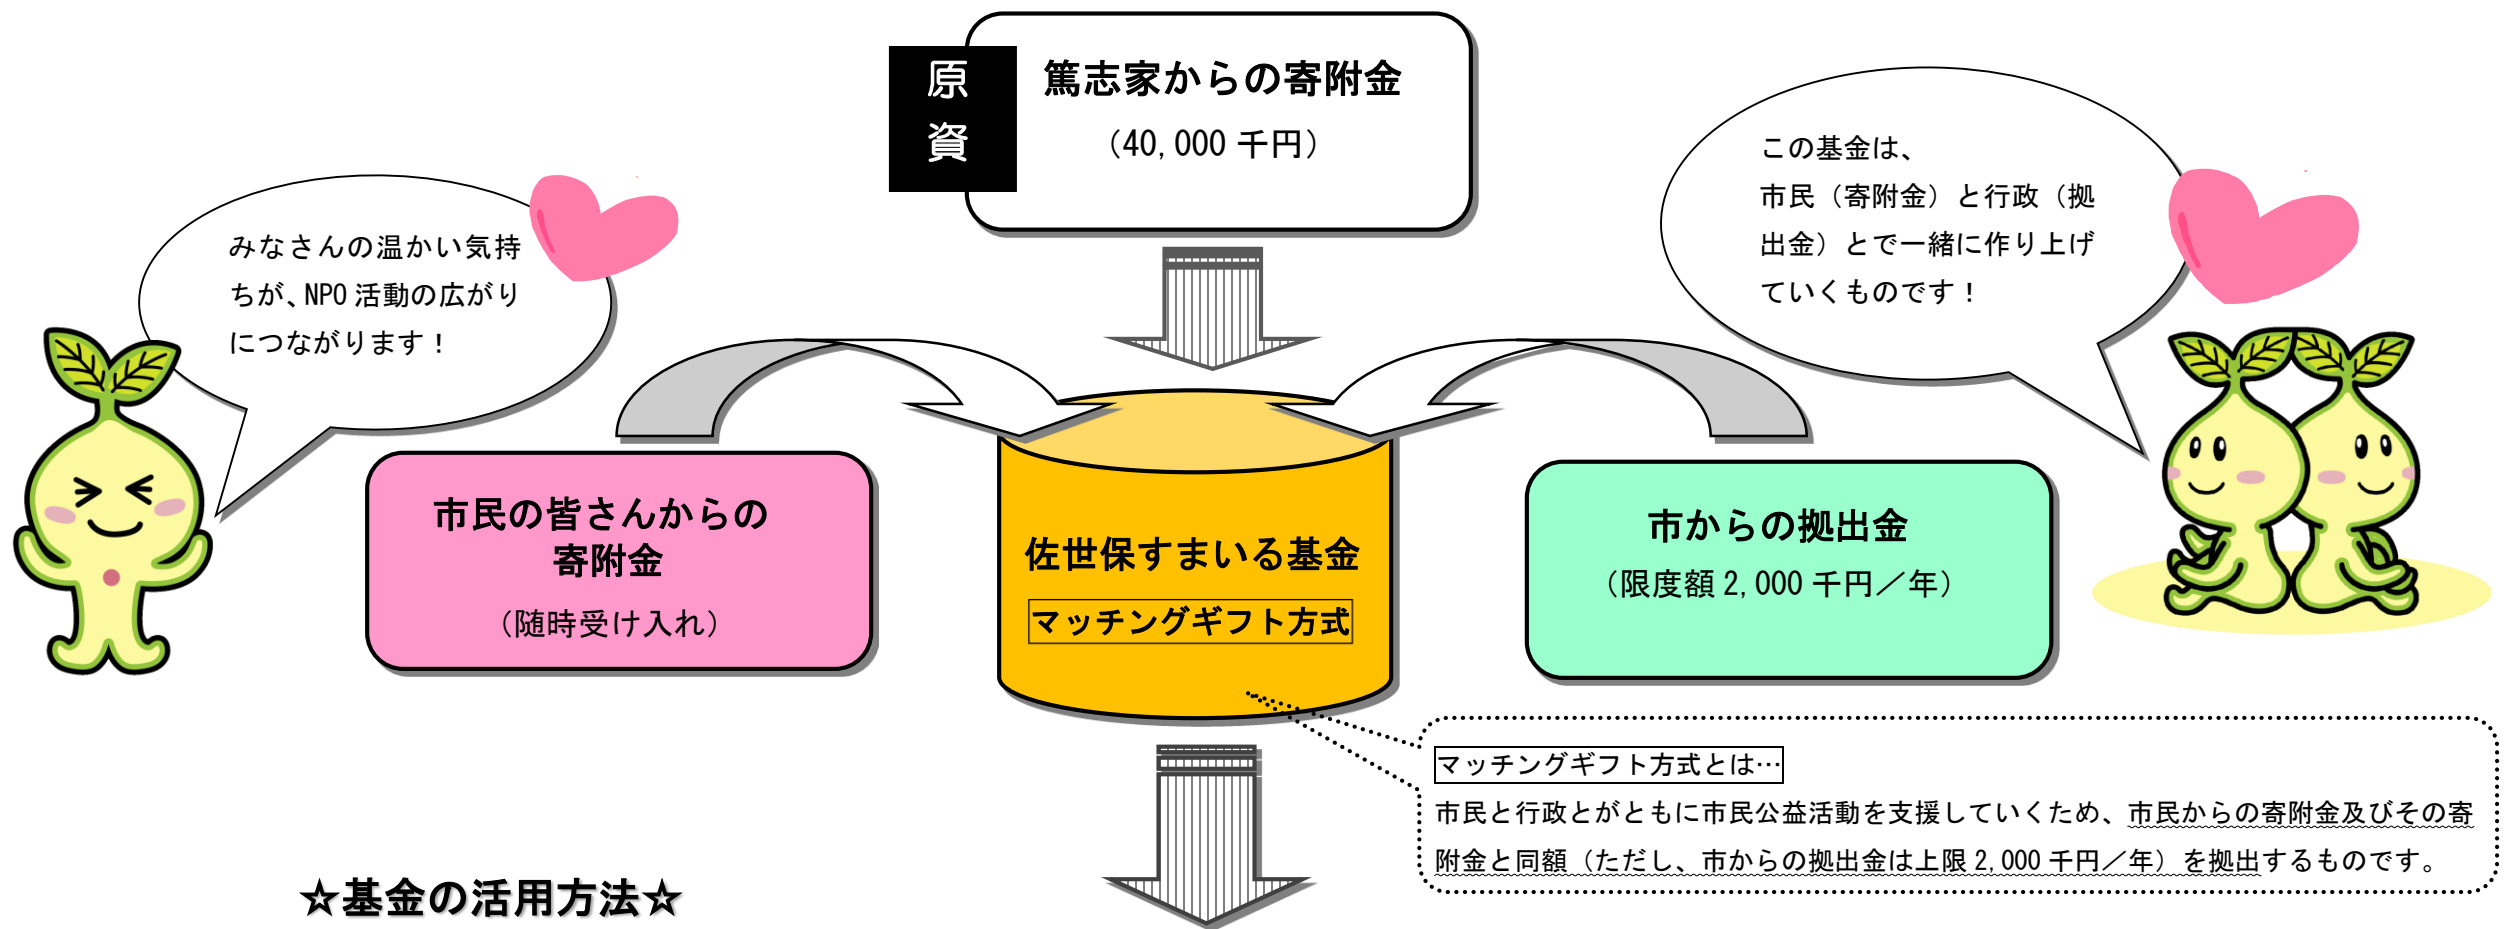 原
資
篤志家からの寄附金
（40,000 千円）
みなさんの温かい気持
ちが、NPO 活動の広がり
につながります！
この基金は、
市民（寄附金）と行政（拠
出金）とで一緒に作り上げ
ていくものです！
市民の皆さんからの
寄附金
（随時受け入れ）
佐世保すまいる基金
マッチングギフト方式
市からの拠出金
（限度額 2,000 千円／年）
マッチングギフト方式とは…
市民と行政とがともに市民公益活動を支援していくため、市民からの寄附金及びその寄
附金と同額（ただし、市からの拠出金は上限 2,000 千円／年）を拠出するものです。
☆基金の活用方法☆